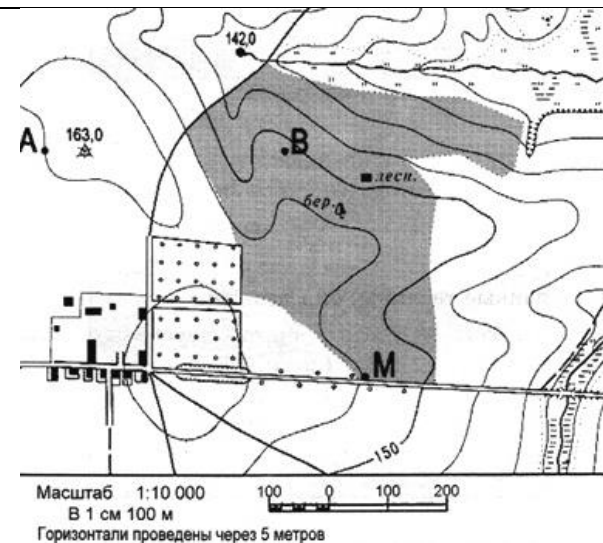 142,0
А 163,0
В
лесн.
бер.
М
150
Масштаб 1:10 000
В 1 см 100 м
100 0 100 200
Горизонтали проведены через 5 метров